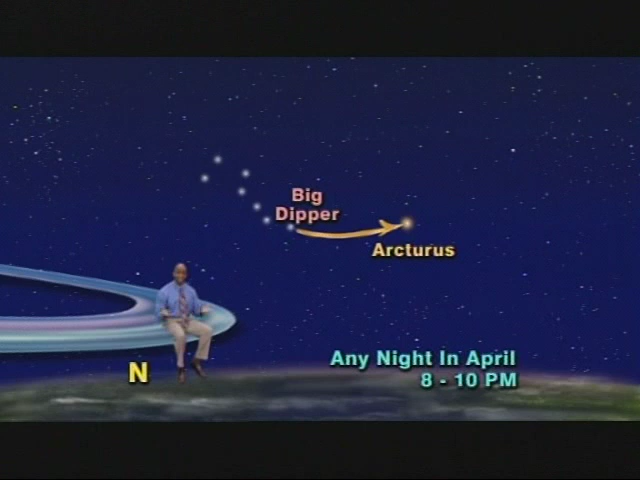 Big
Dipper
Arcturus
N
Any Night In April
8 - 10 PM